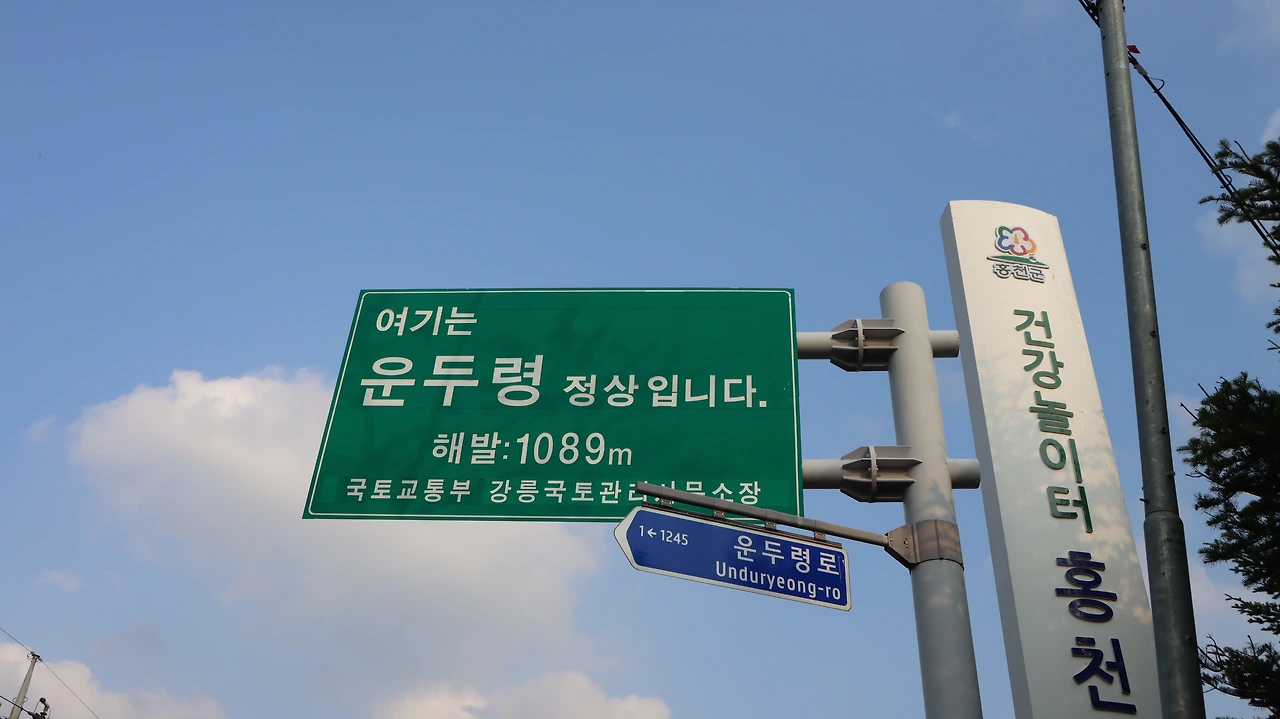 여기는
운두령 정상입니다.
해발:1089m
국토교통부 강릉국토관리사무소장
1←1245
운두령로
Unduryeong-ro
홍천군
건강놀이터 홍천